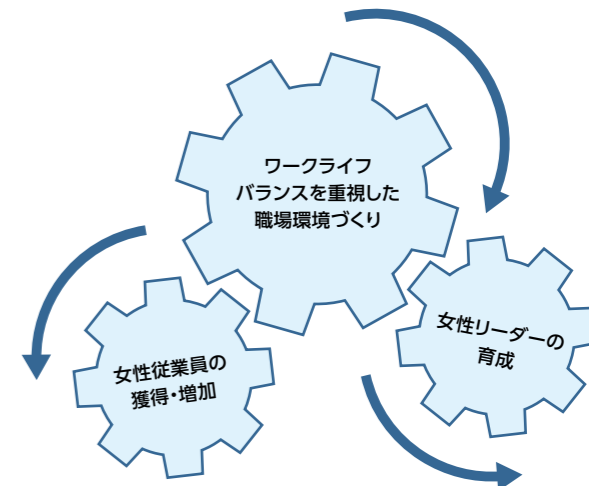 ワークライフ
バランスを重視した
職場環境づくり
女性従業員の
獲得・増加
女性リーダーの
育成